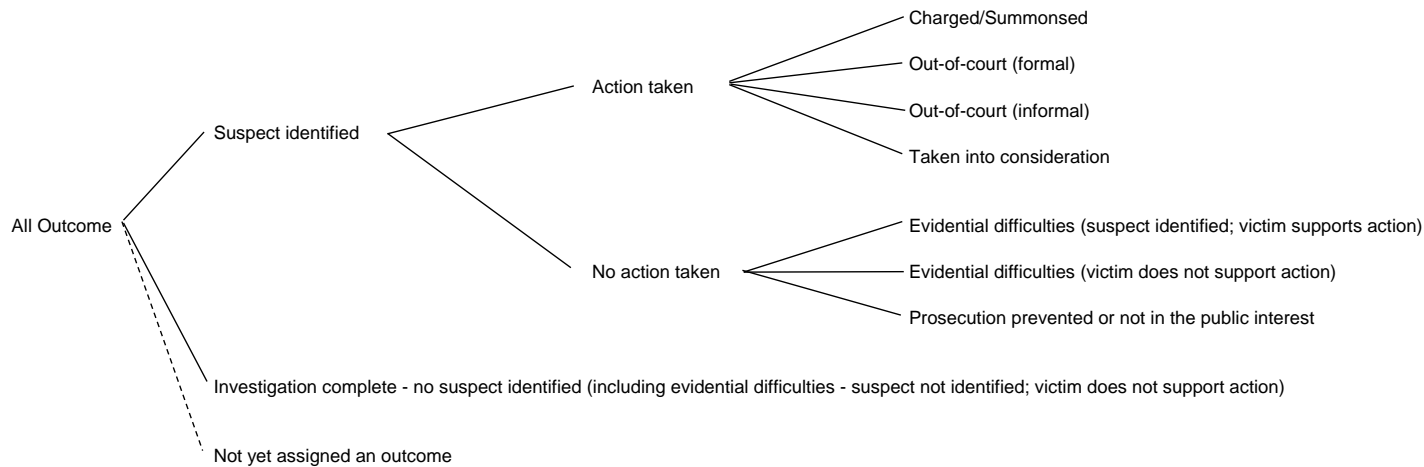 Charged/Summonsed
Out-of-court (formal)
Action taken
Out-of-court (informal)
Suspect identified
Taken into consideration
All Outcome
Evidential difficulties (suspect identified; victim supports action)
No action taken
Evidential difficulties (victim does not support action)
Prosecution prevented or not in the public interest
Investigation complete - no suspect identified (including evidential difficulties - suspect not identified; victim does not support action)
Not yet assigned an outcome